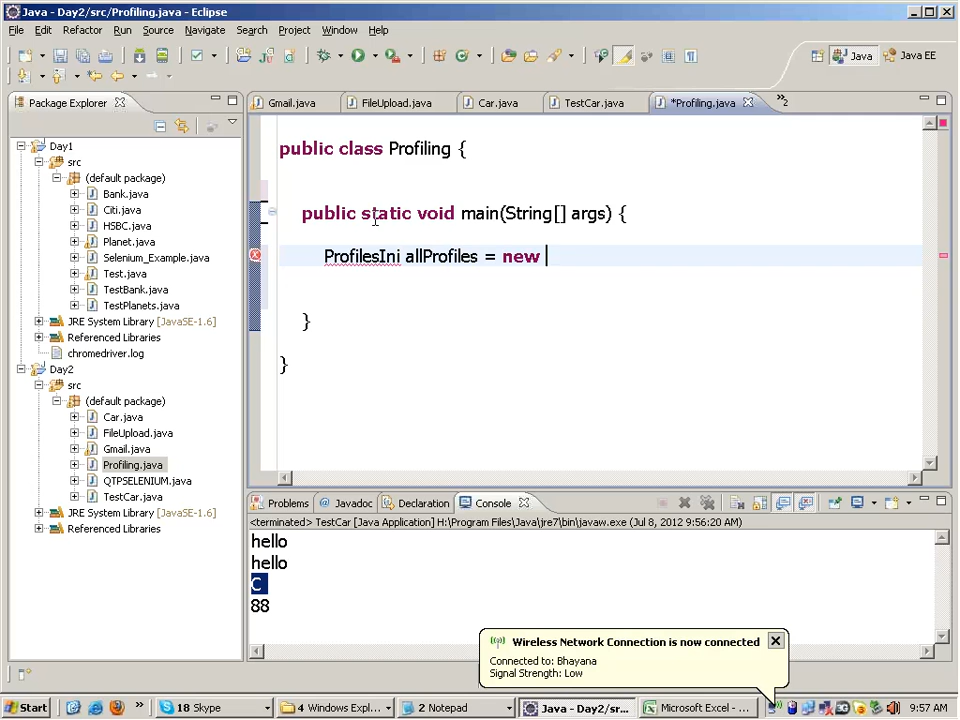 Java - Day2/src/Profiling.java - Eclipse
File Edit Refactor Run Source Navigate Search Project Window Help
Java Java EE
Package Explorer
Gmail.java FileUpload.java Car.java TestCar.java *Profiling.java »2
Day1
src
(default package)
Bank.java
Citi.java
HSBC.java
Planet.java
Selenium_Example.java
Test.java
TestBank.java
TestPlanets.java
JRE System Library [JavaSE-1.6]
Referenced Libraries
chromedriver.log
Day2
src
(default package)
Car.java
FileUpload.java
Gmail.java
Profiling.java
QTPSELENIUM.java
TestCar.java
JRE System Library [JavaSE-1.6]
Referenced Libraries
public class Profiling {
public static void main(String[] args) {
ProfilesIni allProfiles = new
}
}
Problems Javadoc Declaration Console
<terminated> TestCar [Java Application] H:\Program Files\Java\jre7\bin\javaw.exe (Jul 8, 2012 9:56:20 AM)
hello
hello
C
88
Wireless Network Connection is now connected
Connected to: Bhayana
Signal Strength: Low
Start » 18 Skype 4 Windows Expl... 2 Notepad Java - Day2/sr... Microsoft Excel - ... 9:57 AM